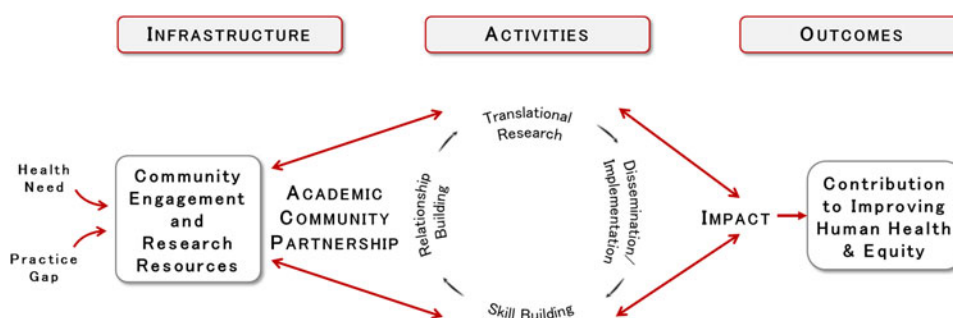 INFRASTRUCTURE
ACTIVITIES
OUTCOMES
Health
Need
Practice
Gap
Community
Engagement
and
Research
Resources
ACADEMIC
COMMUNITY
PARTNERSHIP
Relationship
Building
Translational
Research
Dissemination/
Implementation
Skill Building
IMPACT
Contribution
to Improving
Human Health
& Equity